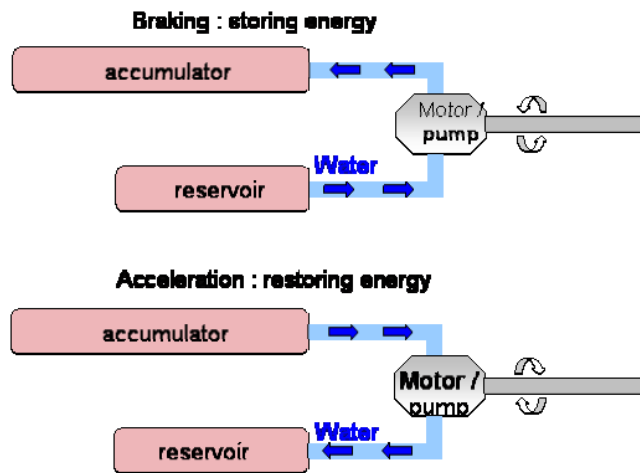 Braking : storing energy
accumulator
Motor /
pump
Water
reservoir
Acceleration : restoring energy
accumulator
Motor /
pump
Water
reservoir